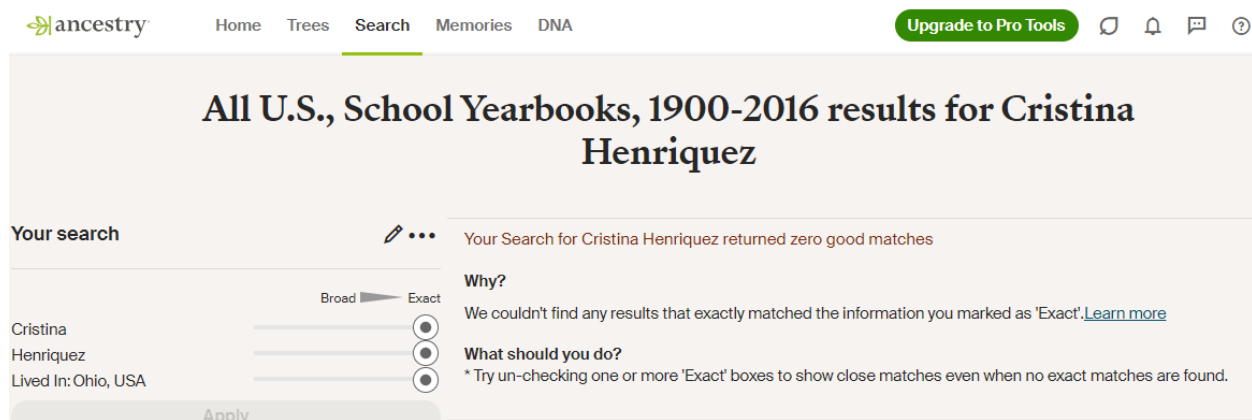 ancestry Home Trees Search Memories DNA Upgrade to Pro Tools
All U.S., School Yearbooks, 1900-2016 results for Cristina
Henriquez
Your search
Broad Exact
Cristina
Henriquez
Lived In: Ohio, USA
Apply
Your Search for Cristina Henriquez returned zero good matches
Why?
We couldn't find any results that exactly matched the information you marked as 'Exact'.Learn more
What should you do?
* Try un-checking one or more 'Exact' boxes to show close matches even when no exact matches are found.